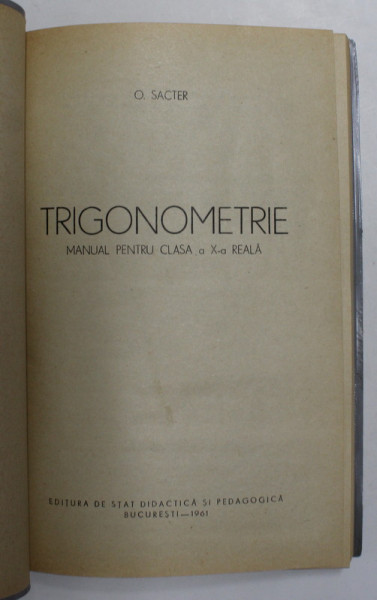 O. SACTER
TRIGONOMETRIE
MANUAL PENTRU CLASA a X-a REALĂ
EDITURA DE STAT DIDACTICĂ ȘI PEDAGOGICĂ
BUCUREȘTI—1961